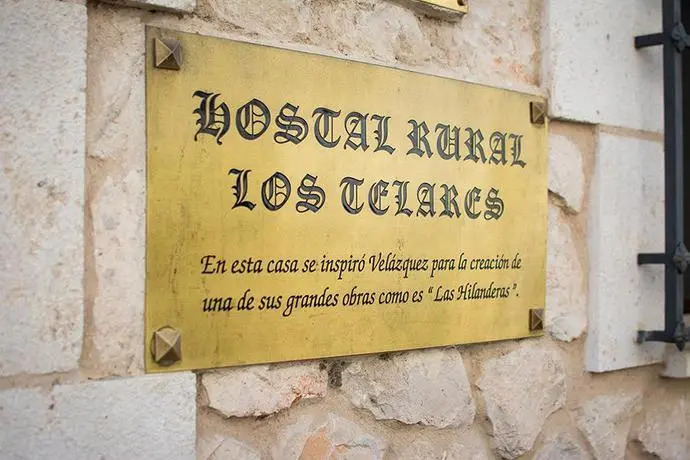 HOSTAL RURAL
LOS TELARES
En esta casa se inspiró Velázquez para la creación de
una de sus grandes obras como es “ Las Hilanderas ”.